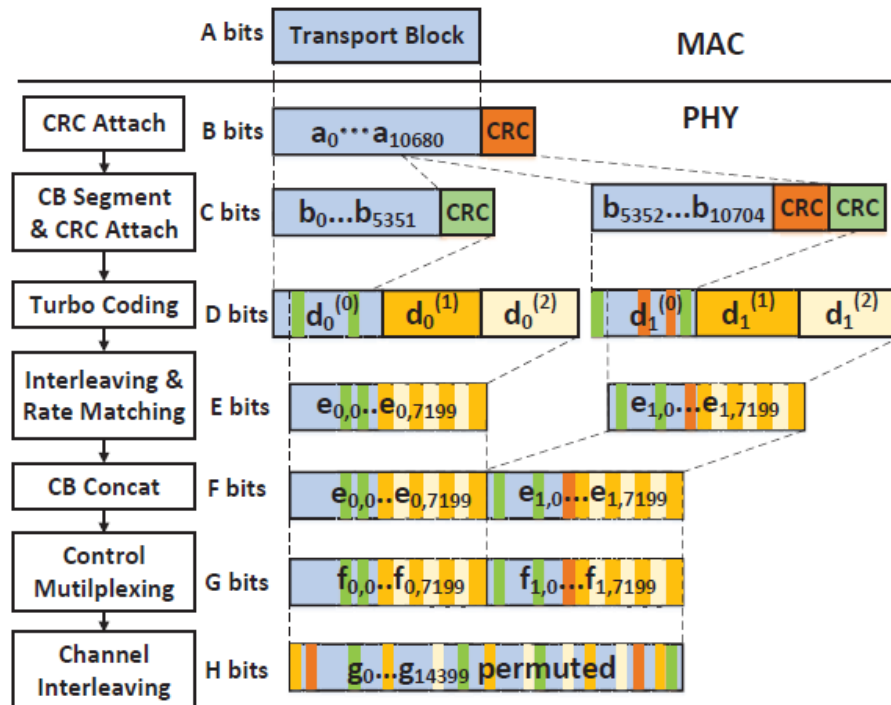 A bits Transport Block MAC
CRC Attach B bits a₀⋯a₁₀₆₈₀ CRC PHY
CB Segment & CRC Attach C bits b₀...b₅₃₅₁ CRC b₅₃₅₂...b₁₀₇₀₄ CRC CRC
Turbo Coding D bits d₀⁽⁰⁾ d₀⁽¹⁾ d₀⁽²⁾ d₁⁽⁰⁾ d₁⁽¹⁾ d₁⁽²⁾
Interleaving & Rate Matching E bits e₀,₀..e₀,₇₁₉₉ e₁,₀...e₁,₇₁₉₉
CB Concat F bits e₀,₀..e₀,₇₁₉₉ e₁,₀...e₁,₇₁₉₉
Control Mutilplexing G bits f₀,₀..f₀,₇₁₉₉ f₁,₀...f₁,₇₁₉₉
Channel Interleaving H bits g₀...g₁₄₃₉₉ permuted